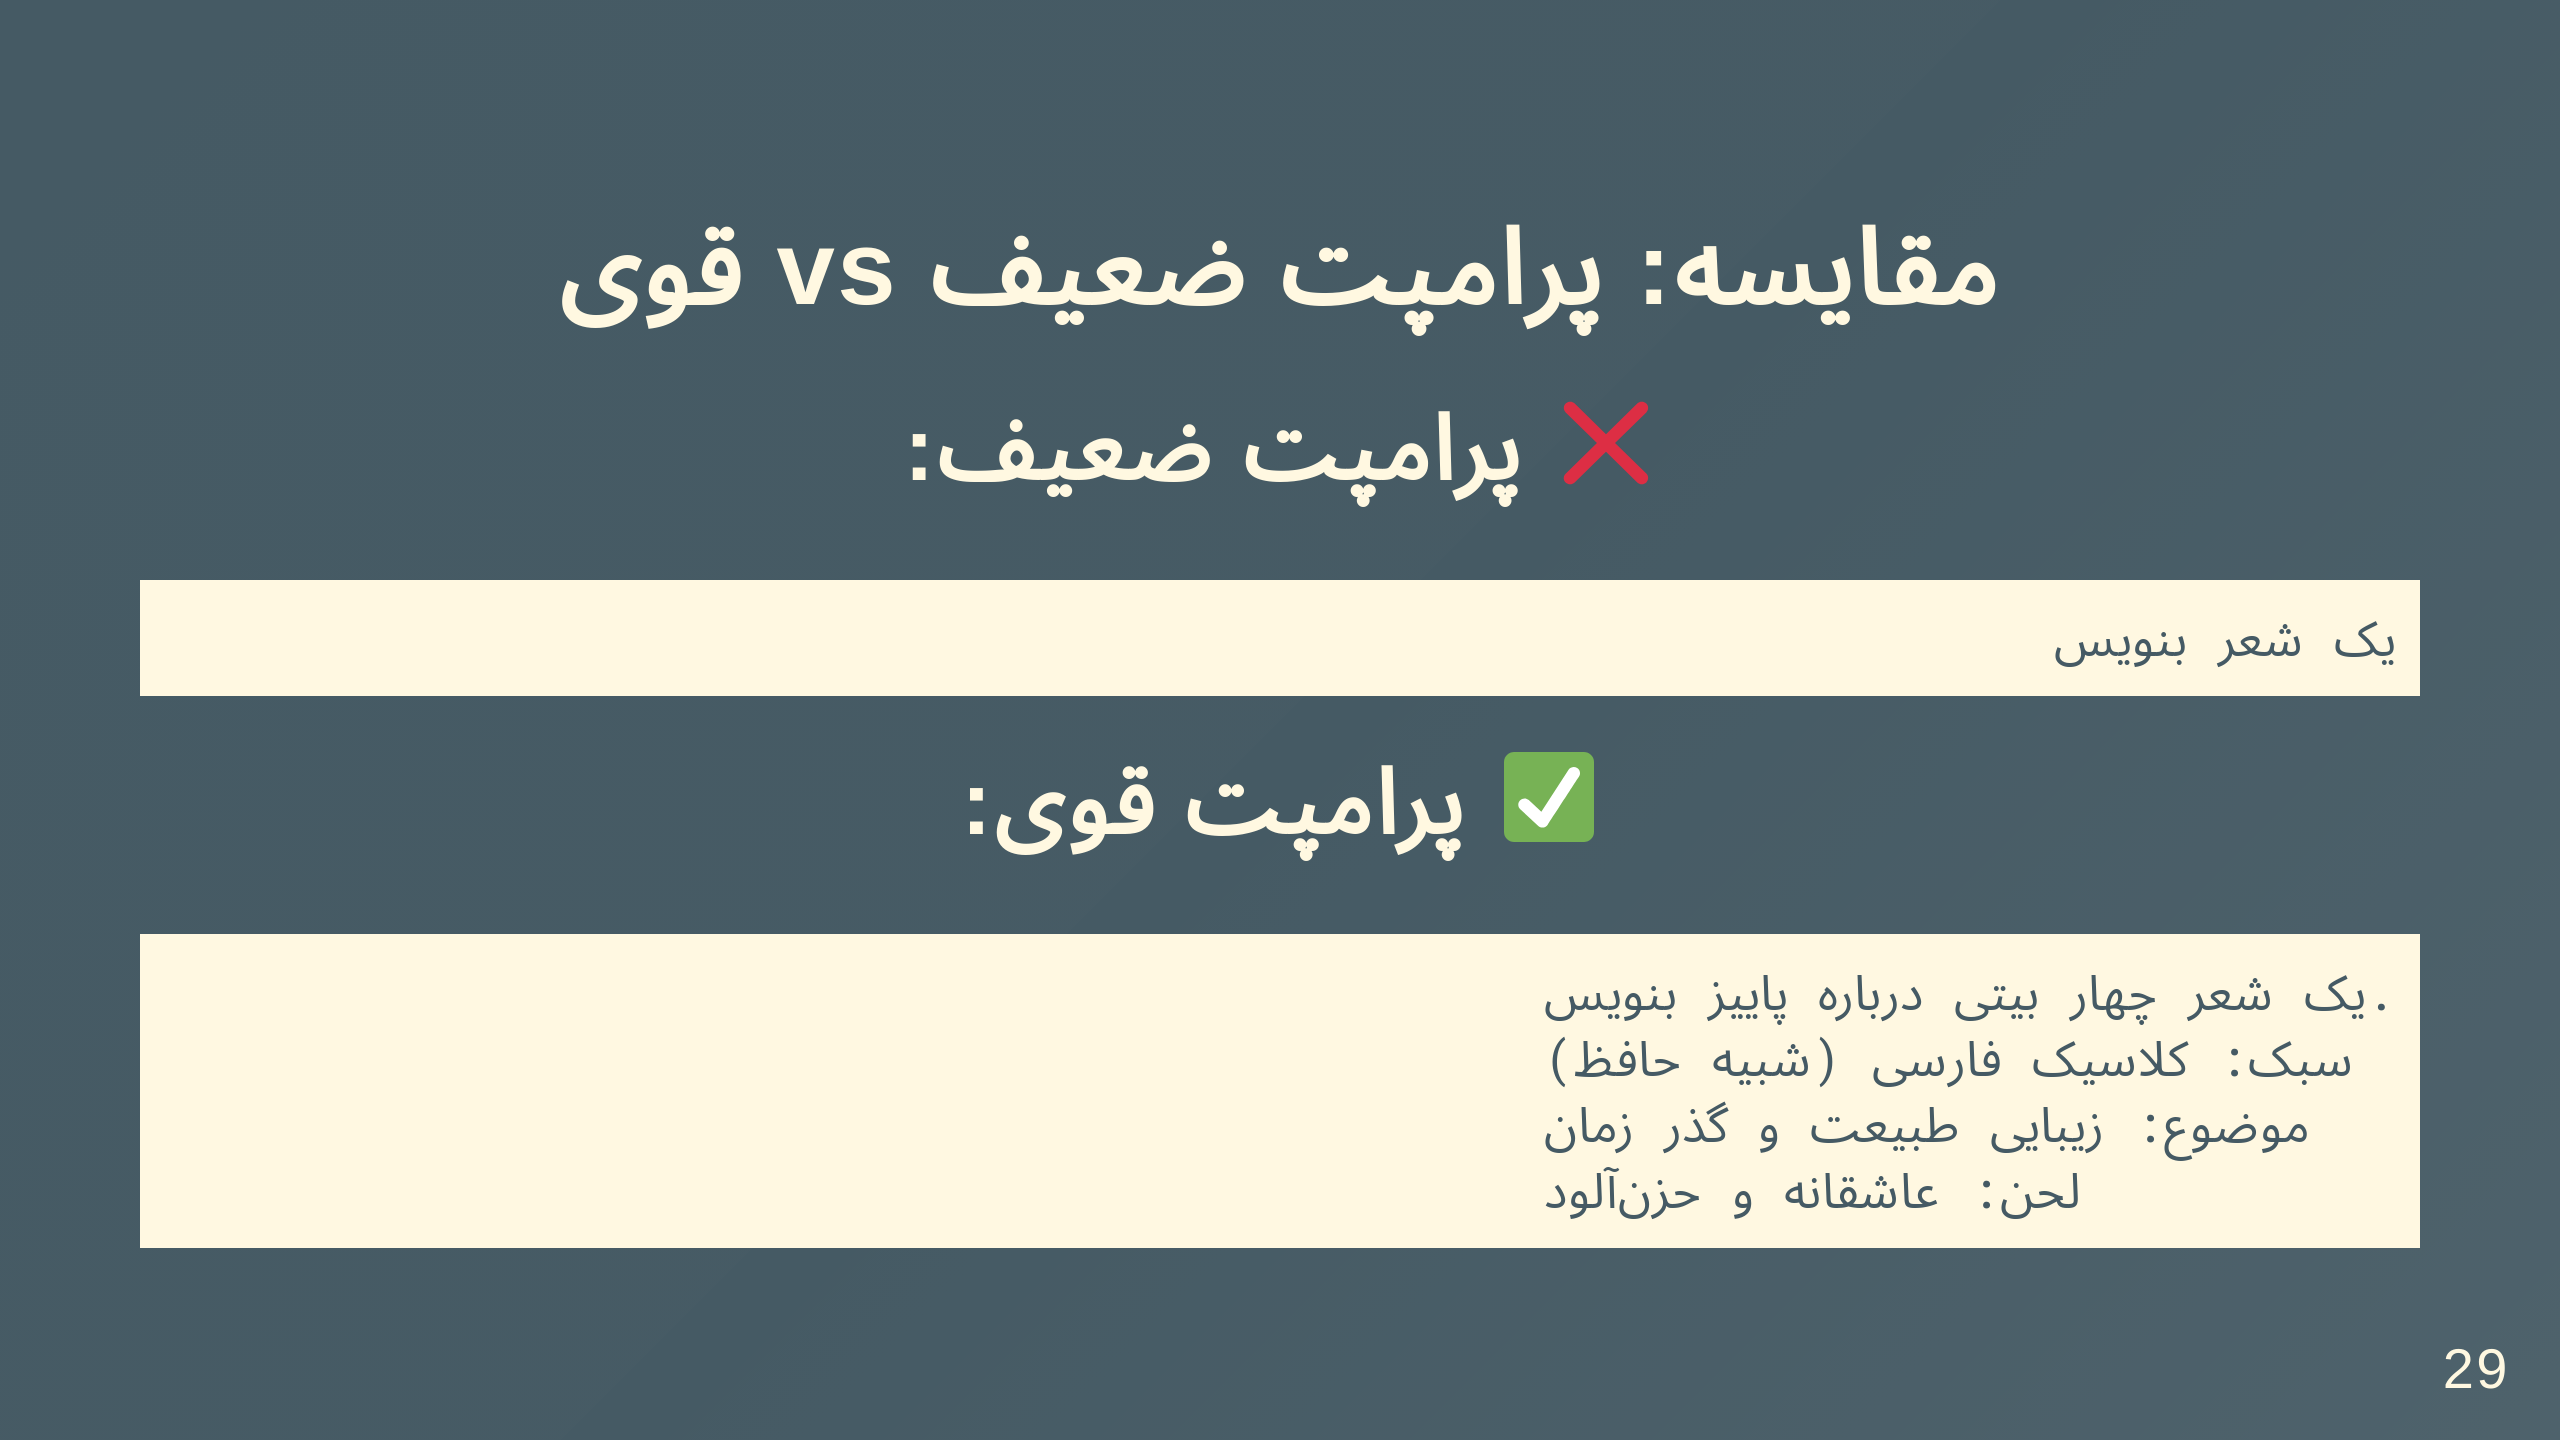 مقایسه: پرامپت ضعیف vs قوی
❌ پرامپت ضعیف:
یک شعر بنویس
✅ پرامپت قوی:
یک شعر چهار بیتی درباره پاییز بنویس.
سبک: کلاسیک فارسی (شبیه حافظ)
موضوع: زیبایی طبیعت و گذر زمان
لحن: عاشقانه و حزن‌آلود
29